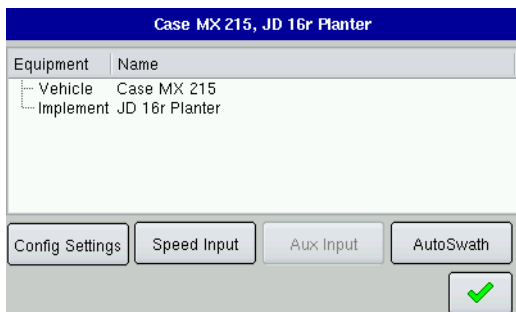 Case MX 215, JD 16r Planter
Equipment Name
Vehicle Case MX 215
Implement JD 16r Planter
Config Settings Speed Input Aux Input AutoSwath